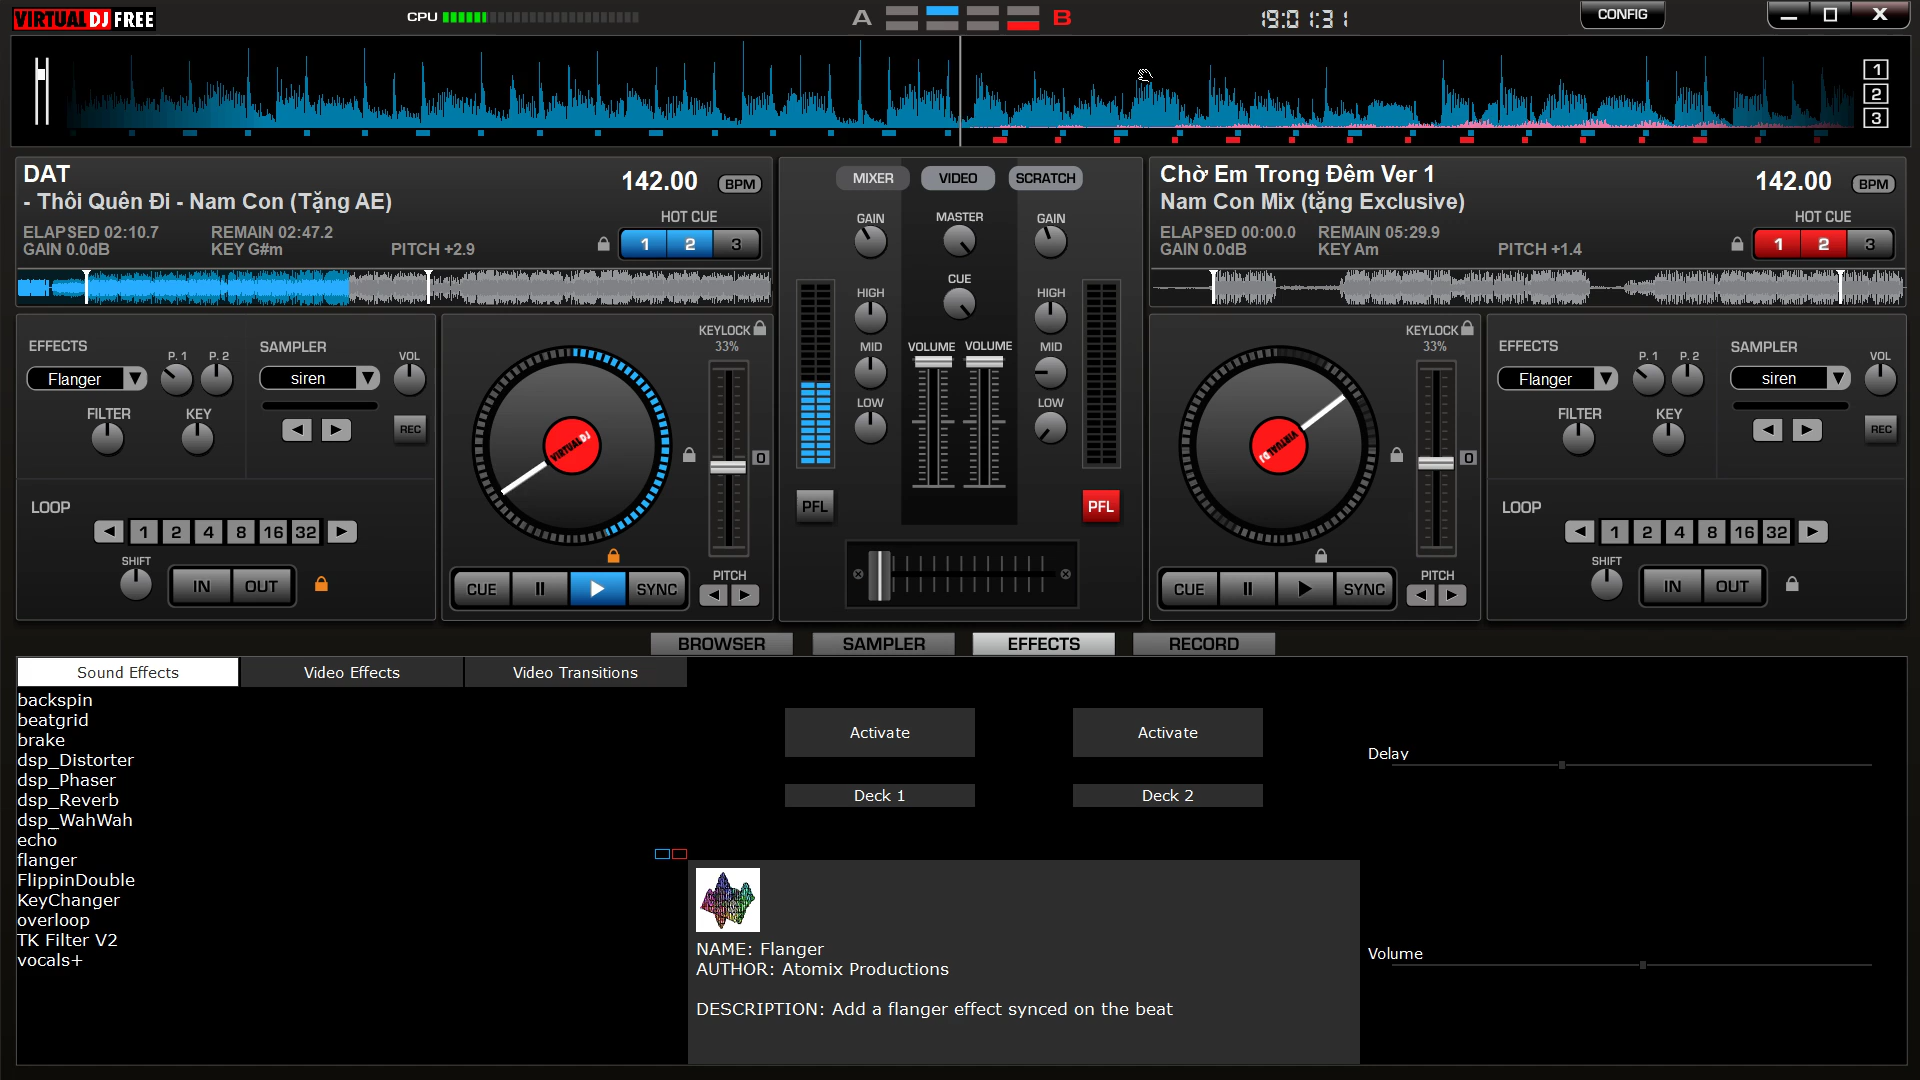 VIRTUAL DJ FREE
CPU
A
B
19:01:31
CONFIG
1
2
3
DAT
- Thôi Quên Đi - Nam Con (Tặng AE)
142.00 BPM
HOT CUE
ELAPSED 02:10.7 REMAIN 02:47.2
GAIN 0.0dB KEY G#m PITCH +2.9
1 2 3
MIXER VIDEO SCRATCH
GAIN MASTER GAIN
HIGH CUE HIGH
MID VOLUME VOLUME MID
LOW LOW
PFL PFL
Chờ Em Trong Đêm Ver 1
Nam Con Mix (tặng Exclusive)
142.00 BPM
HOT CUE
ELAPSED 00:00.0 REMAIN 05:29.9
GAIN 0.0dB KEY Am PITCH +1.4
1 2 3
EFFECTS P. 1 P. 2 SAMPLER VOL
Flanger siren
FILTER KEY REC
LOOP
1 2 4 8 16 32
SHIFT IN OUT
KEYLOCK
33%
VIRTUALDJ
0
CUE SYNC PITCH
KEYLOCK
33%
VIRTUALDJ
0
CUE SYNC PITCH
EFFECTS P. 1 P. 2 SAMPLER VOL
Flanger siren
FILTER KEY REC
LOOP
1 2 4 8 16 32
SHIFT IN OUT
BROWSER SAMPLER EFFECTS RECORD
Sound Effects Video Effects Video Transitions
backspin
beatgrid
brake
dsp_Distorter
dsp_Phaser
dsp_Reverb
dsp_WahWah
echo
flanger
FlippinDouble
KeyChanger
overloop
TK Filter V2
vocals+
Activate Activate
Deck 1 Deck 2
Delay
Volume
NAME: Flanger
AUTHOR: Atomix Productions
DESCRIPTION: Add a flanger effect synced on the beat